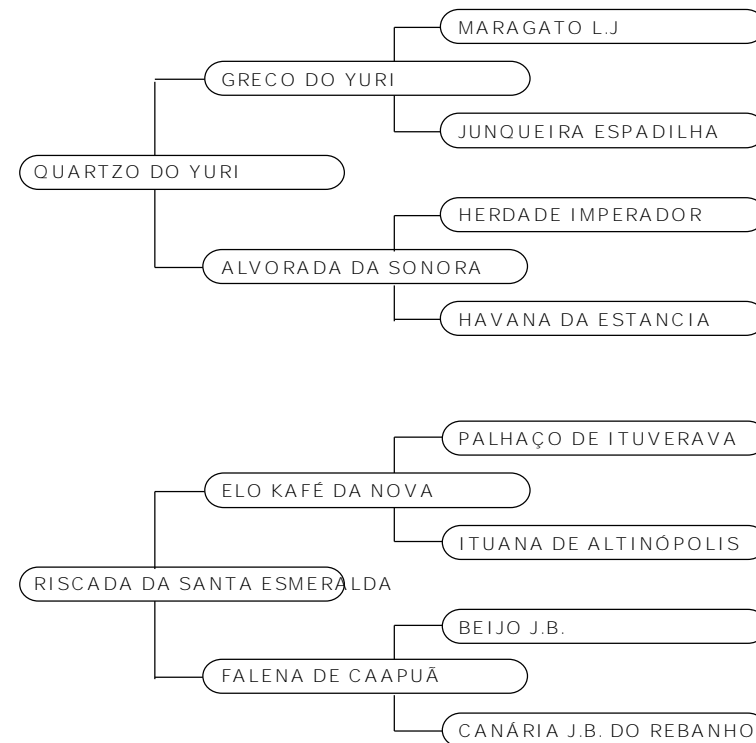 MARAGATO L.J
GRECO DO YURI
JUNQUEIRA ESPADILHA
QUARTZO DO YURI
HERDADE IMPERADOR
ALVORADA DA SONORA
HAVANA DA ESTANCIA
PALHAÇO DE ITUVERAVA
ELO KAFÉ DA NOVA
ITUANA DE ALTINÓPOLIS
RISCADA DA SANTA ESMERALDA
BEIJO J.B.
FALENA DE CAAPUÃ
CANÁRIA J.B. DO REBANHO